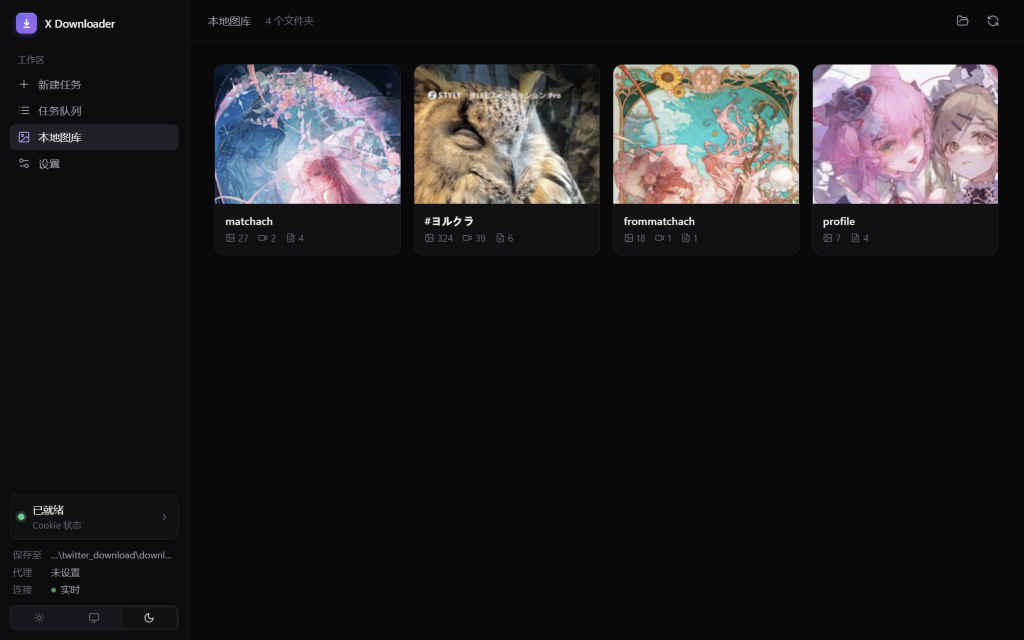 X Downloader
工作区
新建任务
任务队列
本地图库
设置
已就绪
Cookie 状态
保存至 ...\twitter_download\downl...
代理 未设置
连接 实时
本地图库 4 个文件夹
STYLY
matchach
27 2 4
#ヨルクラ
324 39 6
frommatchach
18 1 1
profile
7 4